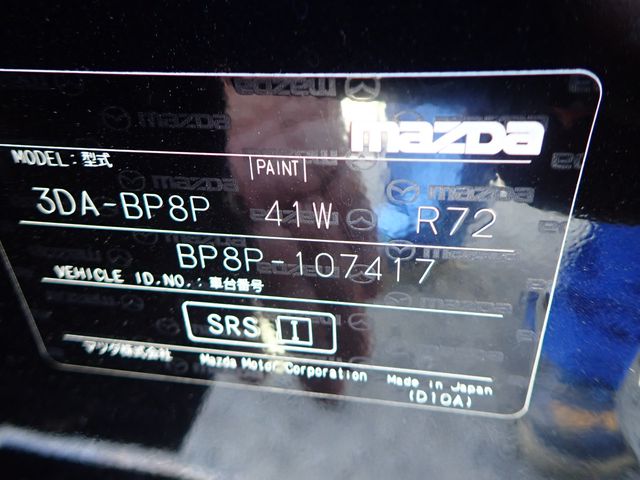 mazda
MODEL:型式 PAINT
3DA-BP8P 41W R72
BP8P-107417
VEHICLE ID.NO.:車台番号
SRS I
マツダ株式会社 Mazda Motor Corporation Made in Japan
(D10A)